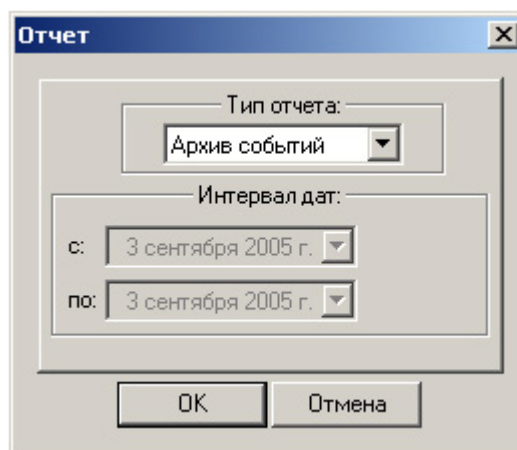 Отчет
Тип отчета:
Архив событий
Интервал дат:
с: 3 сентября 2005 г.
по: 3 сентября 2005 г.
OK Отмена